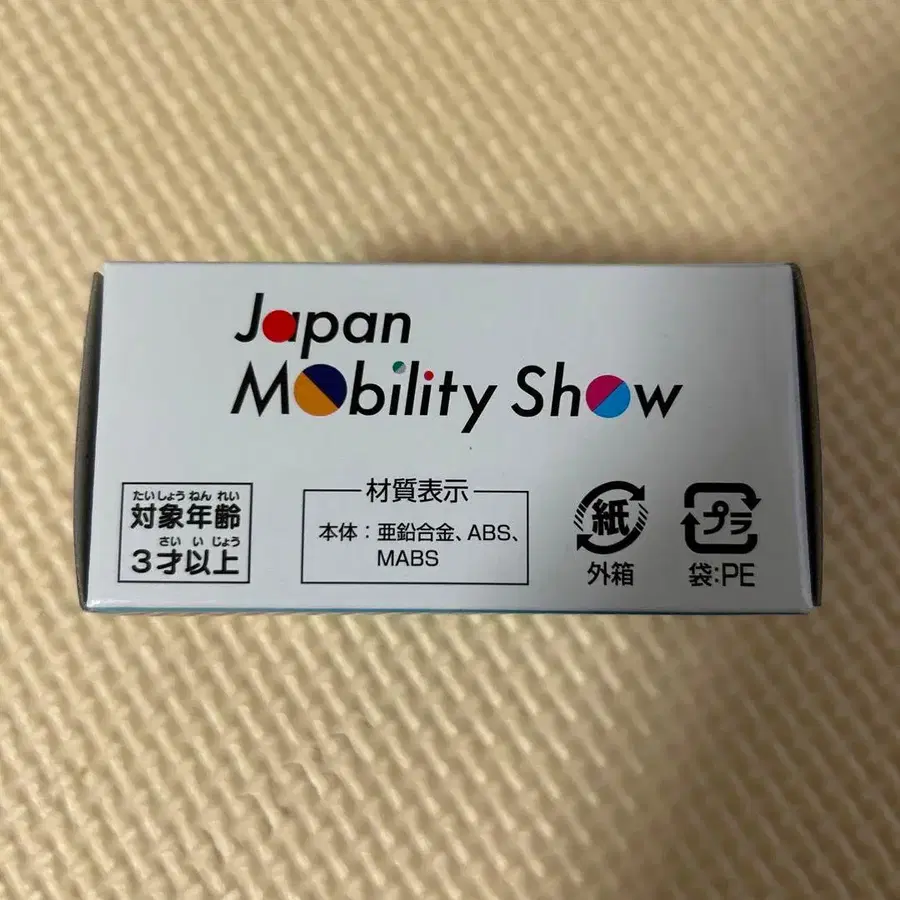 Japan
Mobility Show
たいしょうねんれい
対象年齢
さいいじょう
3才以上
材質表示
本体：亜鉛合金、ABS、
MABS
紙
外箱
プラ
袋:PE